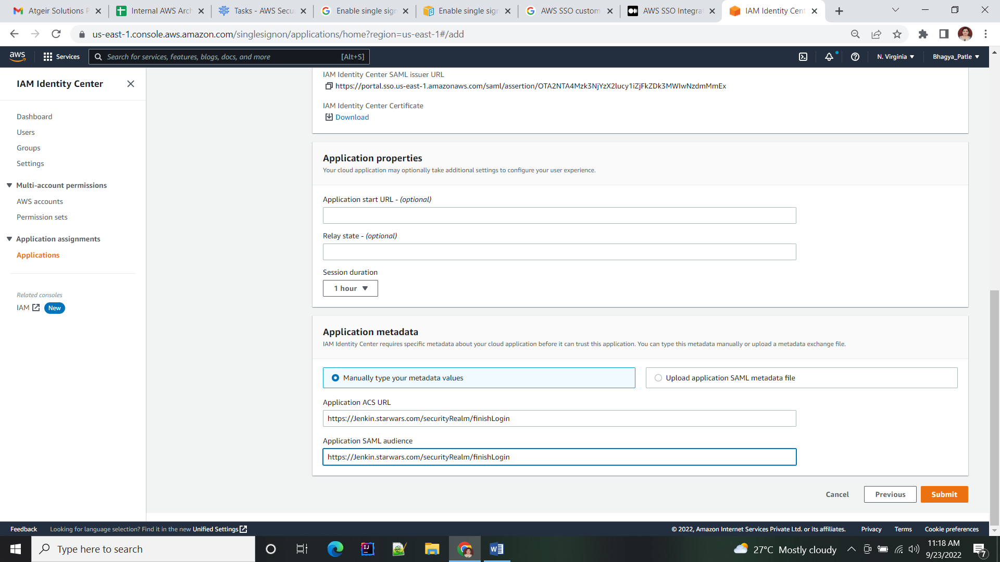 Atgeir Solutions P
Internal AWS Arch
Tasks - AWS Secu
Enable single sign
Enable single sign
AWS SSO custom
AWS SSO Integrat
IAM Identity Cent
us-east-1.console.aws.amazon.com/singlesignon/applications/home?region=us-east-1#/add
aws
Services
Search for services, features, blogs, docs, and more
[Alt+S]
N. Virginia
Bhagya_Patle
IAM Identity Center
Dashboard
Users
Groups
Settings
Multi-account permissions
AWS accounts
Permission sets
Application assignments
Applications
Related consoles
IAM
New
IAM Identity Center SAML issuer URL
https://portal.sso.us-east-1.amazonaws.com/saml/assertion/OTA2NTA4Mzk3NjYzX2lucy1iZjFkZDk3MWIwNzdmMmEx
IAM Identity Center Certificate
Download
Application properties
Your cloud application may optionally take additional settings to configure your user experience.
Application start URL - (optional)
Relay state - (optional)
Session duration
1 hour
Application metadata
IAM Identity Center requires specific metadata about your cloud application before it can trust this application. You can type this metadata manually or upload a metadata exchange file.
Manually type your metadata values
Upload application SAML metadata file
Application ACS URL
https://Jenkin.starwars.com/securityRealm/finishLogin
Application SAML audience
https://Jenkin.starwars.com/securityRealm/finishLogin
Cancel
Previous
Submit
Feedback
Looking for language selection? Find it in the new Unified Settings
© 2022, Amazon Internet Services Private Ltd. or its affiliates.
Privacy
Terms
Cookie preferences
Type here to search
27°C Mostly cloudy
11:18 AM
9/23/2022
7